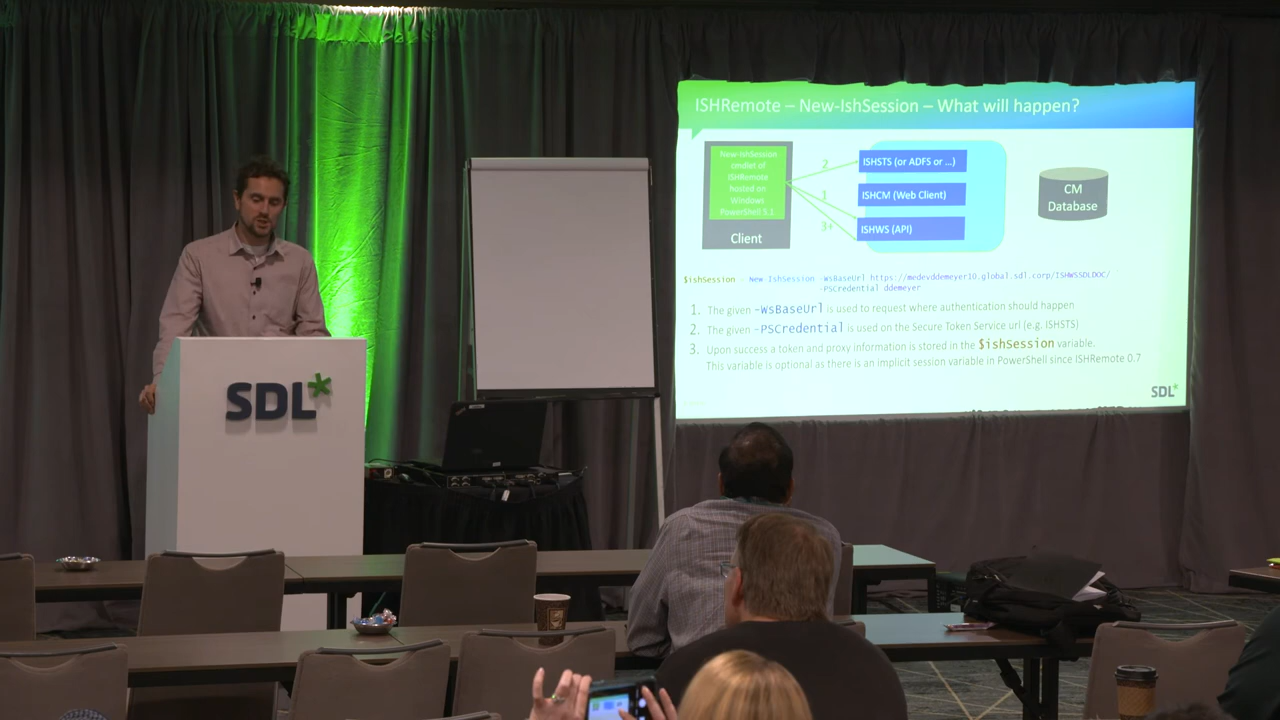 ISHRemote – New-IshSession – What will happen?
New-IshSession
cmdlet of
ISHRemote
hosted on
Windows
PowerShell 5.1
Client
2
1
3+
ISHSTS (or ADFS or ...)
ISHCM (Web Client)
ISHWS (API)
CM
Database
$ishSession = New-IshSession -WsBaseUrl https://medevddemeyer10.global.sdl.corp/ISHWSSDLDOC/
-PSCredential ddemeyer
1. The given -WsBaseUrl is used to request where authentication should happen
2. The given -PSCredential is used on the Secure Token Service url (e.g. ISHSTS)
3. Upon success a token and proxy information is stored in the $ishSession variable.
This variable is optional as there is an implicit session variable in PowerShell since ISHRemote 0.7
SDL
SDL